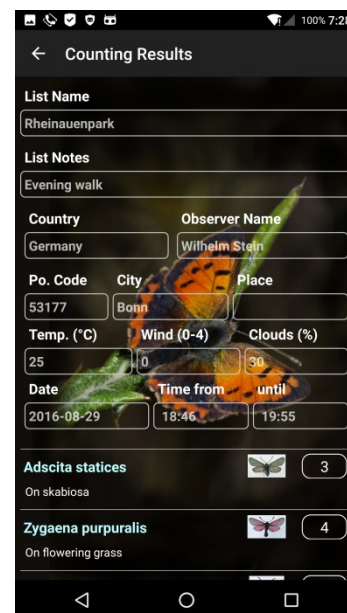 100% 7:28
Counting Results
List Name
Rheinauenpark
List Notes
Evening walk
Country Observer Name
Germany Wilhelm Stein
Po. Code City Place
53177 Bonn
Temp. (°C) Wind (0-4) Clouds (%)
25 0 30
Date Time from until
2016-08-29 18:46 19:55
Adscita statices 3
On skabiosa
Zygaena purpuralis 4
On flowering grass